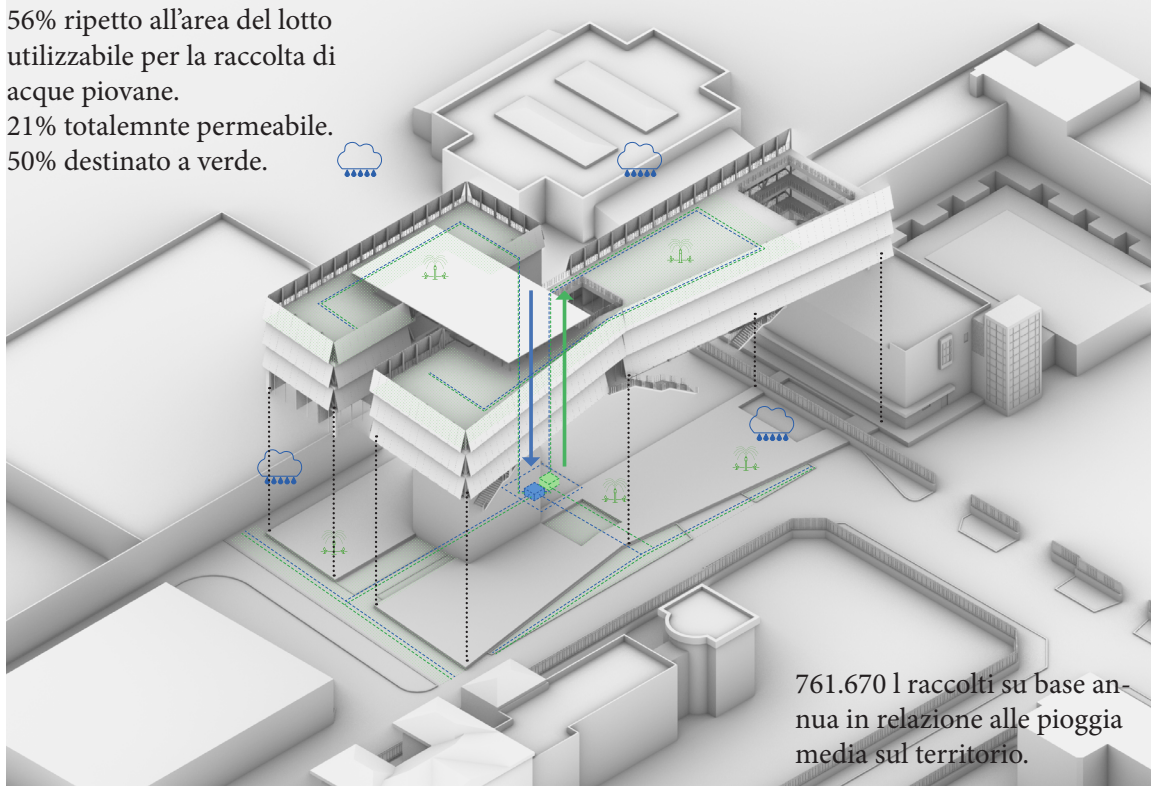 56% ripetto all'area del lotto
utilizzabile per la raccolta di
acque piovane.
21% totalemnte permeabile.
50% destinato a verde.
761.670 l raccolti su base an-
nua in relazione alle pioggia
media sul territorio.